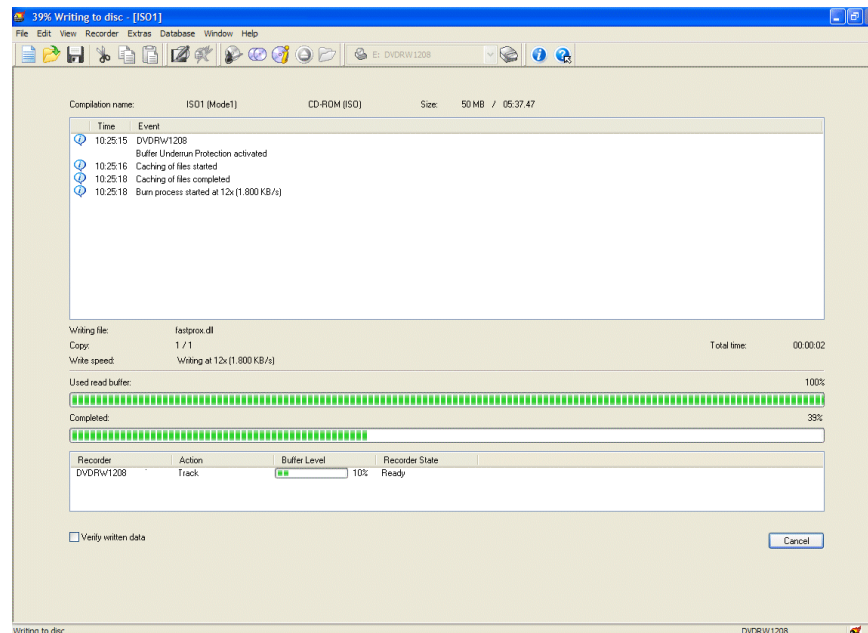 39% Writing to disc - [ISO1]
File Edit View Recorder Extras Database Window Help
E: DVDRW1208
Compilation name: ISO1 (Mode1) CD-ROM (ISO) Size: 50 MB / 05:37.47
Time Event
10:25:15 DVDRW1208
Buffer Underrun Protection activated
10:25:16 Caching of files started
10:25:18 Caching of files completed
10:25:18 Burn process started at 12x (1.800 KB/s)
Writing file: fastprox.dll
Copy: 1 / 1 Total time: 00:00:02
Write speed: Writing at 12x (1.800 KB/s)
Used read buffer: 100%
Completed: 39%
Recorder Action Buffer Level Recorder State
DVDRW1208 Track 10% Ready
Verify written data
Cancel
Writing to disc DVDRW1208